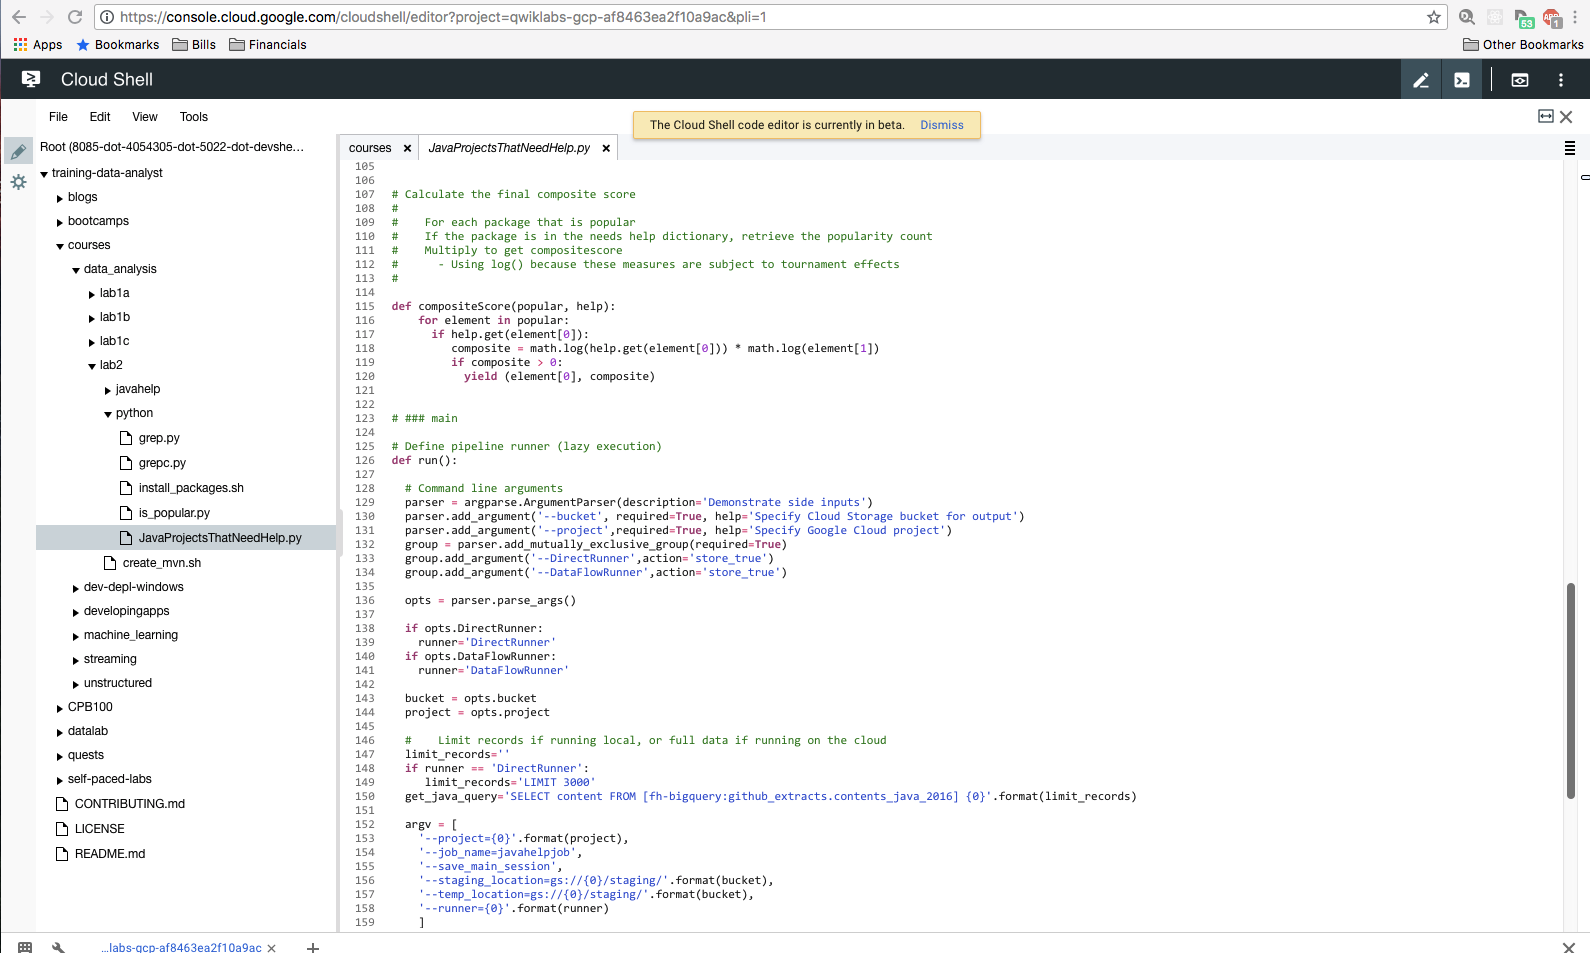 https://console.cloud.google.com/cloudshell/editor?project=qwiklabs-gcp-af8463ea2f10a9ac&pli=1
53
1
Apps
Bookmarks
Bills
Financials
Other Bookmarks
Cloud Shell
File Edit View Tools
The Cloud Shell code editor is currently in beta. Dismiss
Root (8085-dot-4054305-dot-5022-dot-devshe...
training-data-analyst
blogs
bootcamps
courses
data_analysis
lab1a
lab1b
lab1c
lab2
javahelp
python
grep.py
grepc.py
install_packages.sh
is_popular.py
JavaProjectsThatNeedHelp.py
create_mvn.sh
dev-depl-windows
developingapps
machine_learning
streaming
unstructured
CPB100
datalab
quests
self-paced-labs
CONTRIBUTING.md
LICENSE
README.md
courses ×
JavaProjectsThatNeedHelp.py ×
105
106
107 # Calculate the final composite score
108 #
109 #    For each package that is popular
110 #    If the package is in the needs help dictionary, retrieve the popularity count
111 #    Multiply to get compositescore
112 #      - Using log() because these measures are subject to tournament effects
113 #
114
115 def compositeScore(popular, help):
116     for element in popular:
117       if help.get(element[0]):
118          composite = math.log(help.get(element[0])) * math.log(element[1])
119          if composite > 0:
120            yield (element[0], composite)
121
122
123 # ### main
124
125 # Define pipeline runner (lazy execution)
126 def run():
127
128   # Command line arguments
129   parser = argparse.ArgumentParser(description='Demonstrate side inputs')
130   parser.add_argument('--bucket', required=True, help='Specify Cloud Storage bucket for output')
131   parser.add_argument('--project',required=True, help='Specify Google Cloud project')
132   group = parser.add_mutually_exclusive_group(required=True)
133   group.add_argument('--DirectRunner',action='store_true')
134   group.add_argument('--DataFlowRunner',action='store_true')
135
136   opts = parser.parse_args()
137
138   if opts.DirectRunner:
139     runner='DirectRunner'
140   if opts.DataFlowRunner:
141     runner='DataFlowRunner'
142
143   bucket = opts.bucket
144   project = opts.project
145
146   #    Limit records if running local, or full data if running on the cloud
147   limit_records=''
148   if runner == 'DirectRunner':
149      limit_records='LIMIT 3000'
150   get_java_query='SELECT content FROM [fh-bigquery:github_extracts.contents_java_2016] {0}'.format(limit_records)
151
152   argv = [
153     '--project={0}'.format(project),
154     '--job_name=javahelpjob',
155     '--save_main_session',
156     '--staging_location=gs://{0}/staging/'.format(bucket),
157     '--temp_location=gs://{0}/staging/'.format(bucket),
158     '--runner={0}'.format(runner)
159     ]
...labs-gcp-af8463ea2f10a9ac ×